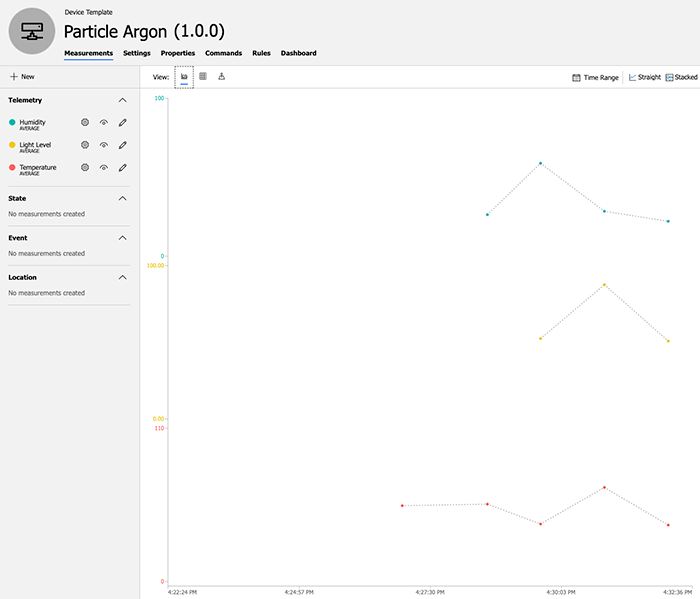 Device Template
Particle Argon (1.0.0)
Measurements Settings Properties Commands Rules Dashboard
New
View:
Time Range Straight Stacked
Telemetry
Humidity
AVERAGE
Light Level
AVERAGE
Temperature
AVERAGE
State
No measurements created
Event
No measurements created
Location
No measurements created
100
0
100.00
0.00
110
0
4:22:24 PM 4:24:57 PM 4:27:30 PM 4:30:03 PM 4:32:36 PM